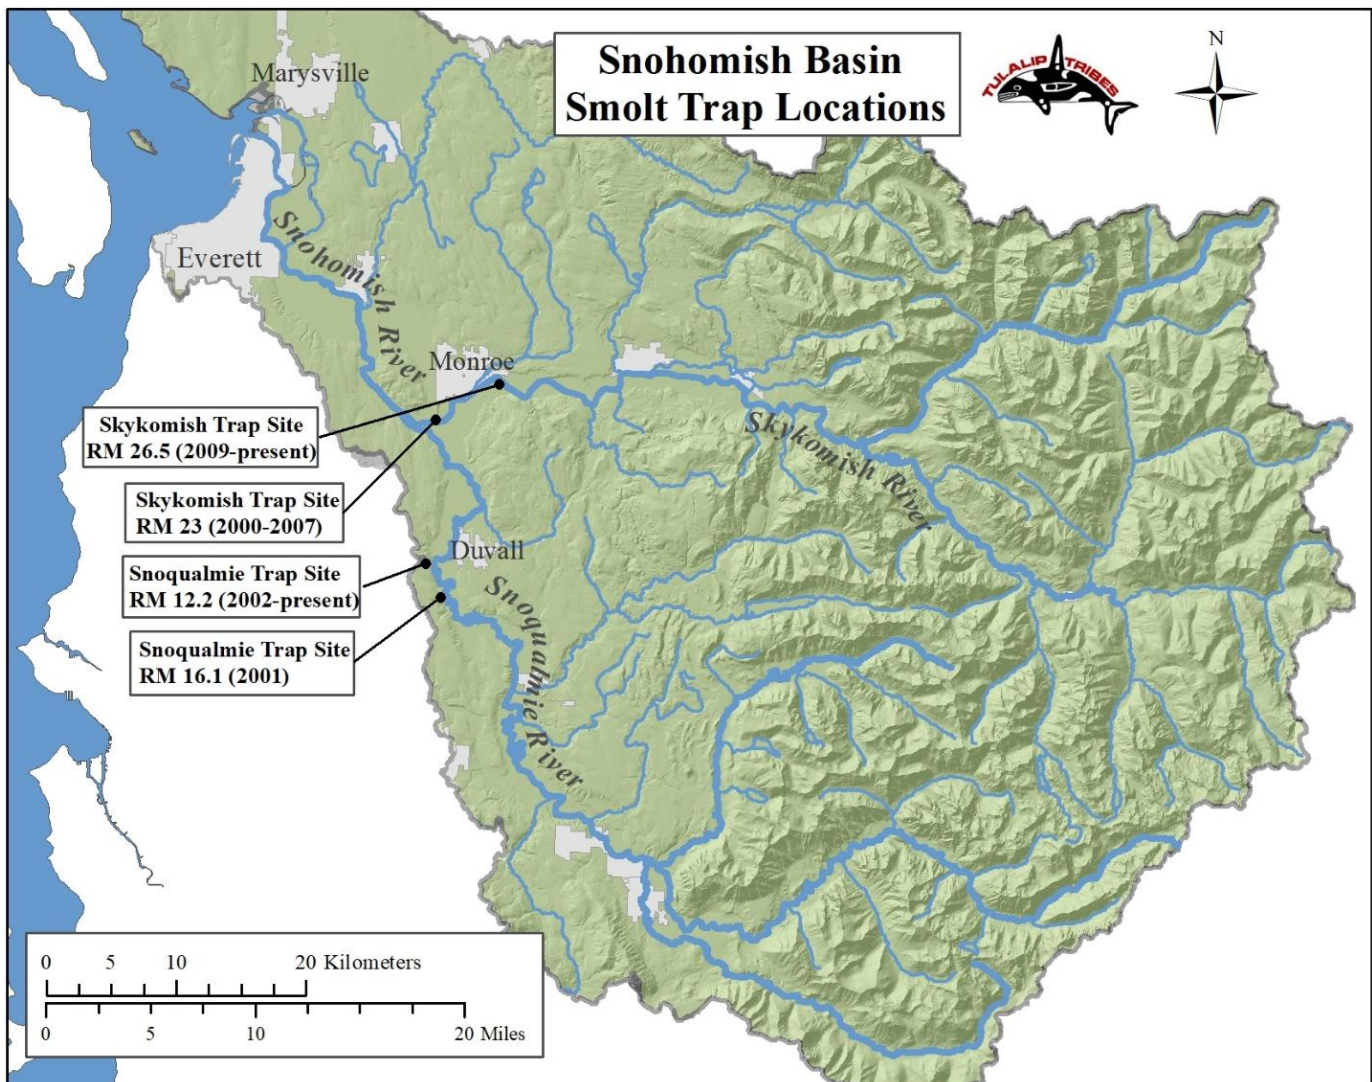 Snohomish Basin
Smolt Trap Locations
TULALIP TRIBES
N
Marysville
Everett
Snohomish River
Monroe
Skykomish Trap Site
RM 26.5 (2009-present)
Skykomish River
Skykomish Trap Site
RM 23 (2000-2007)
Duvall
Snoqualmie Trap Site
RM 12.2 (2002-present)
Snoqualmie River
Snoqualmie Trap Site
RM 16.1 (2001)
0 5 10 20 Kilometers
0 5 10 20 Miles